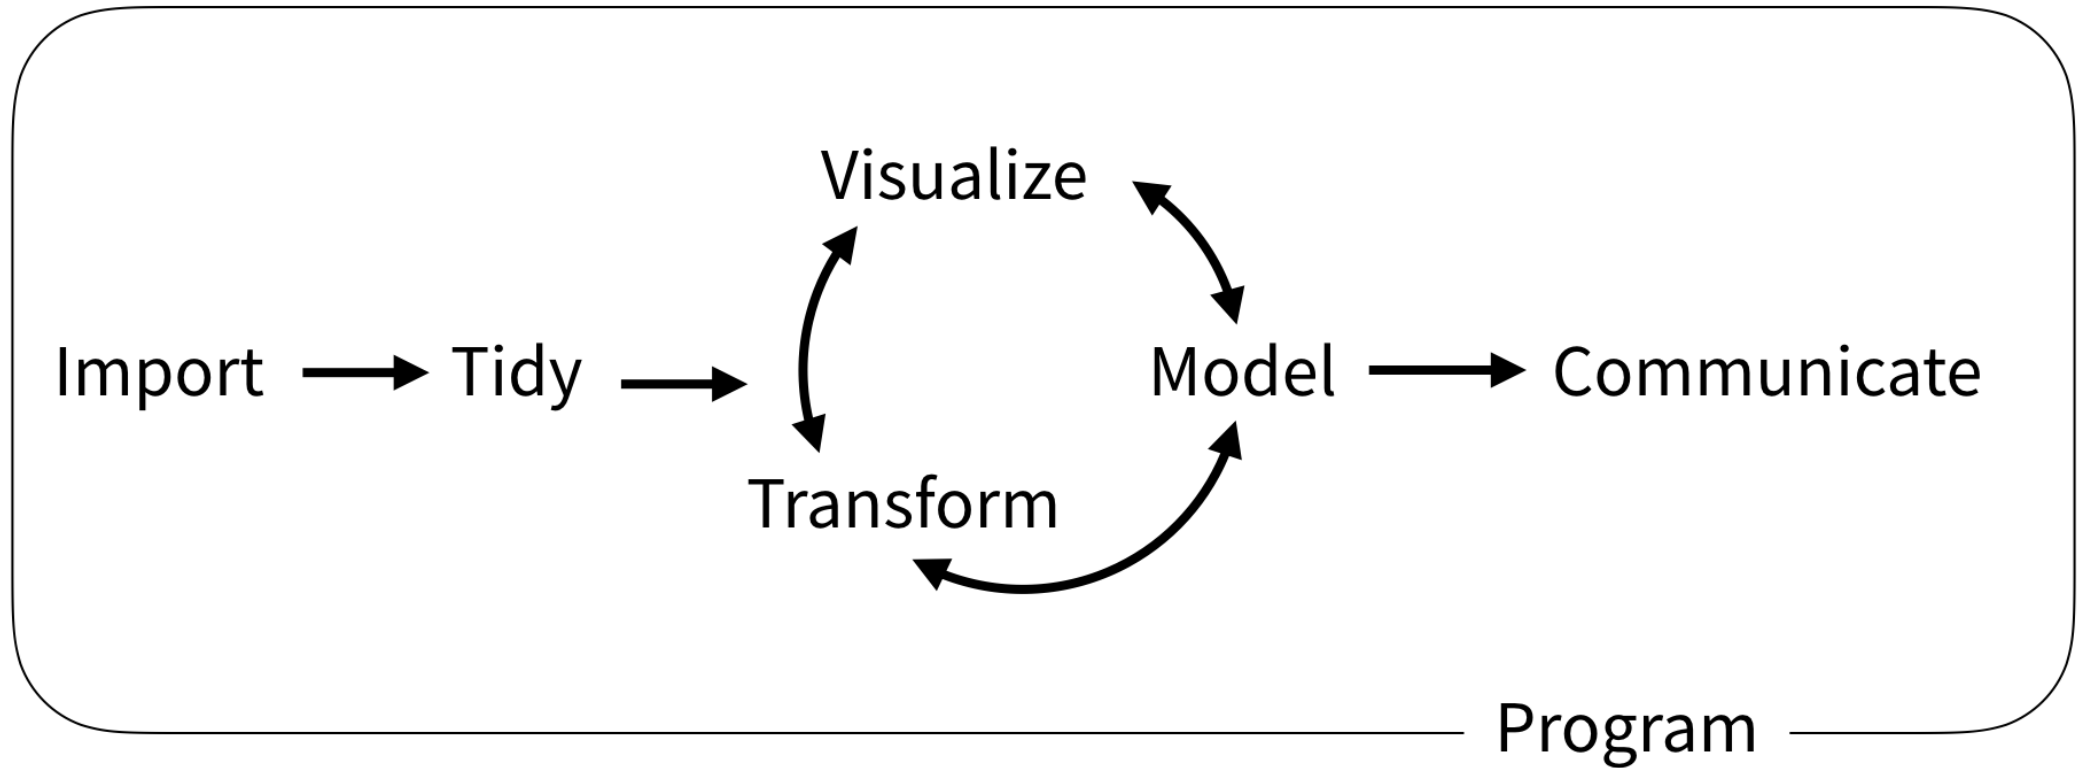 Visualize
Import Tidy Model Communicate
Transform
Program